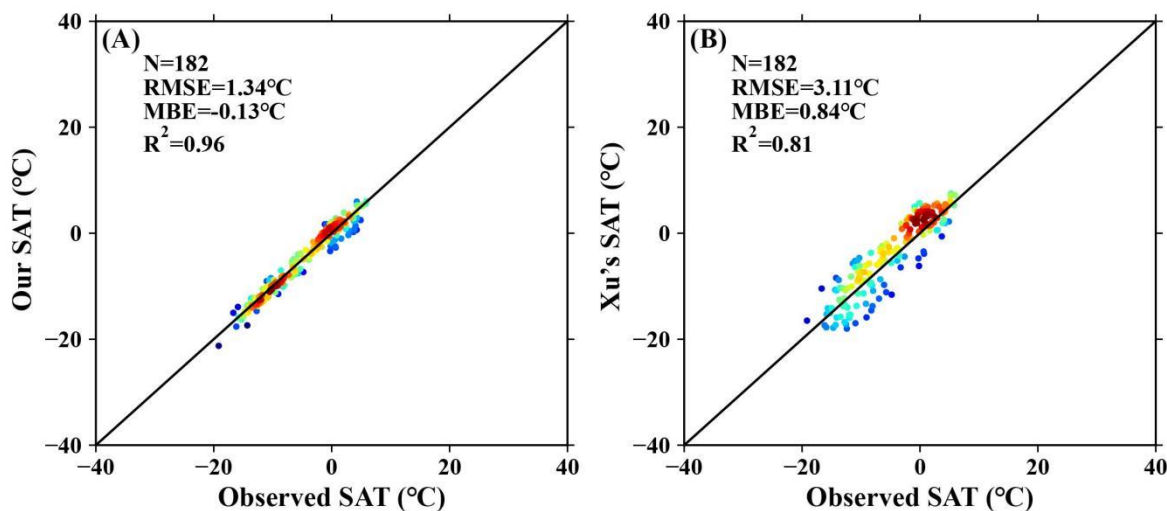 (A)
N=182
RMSE=1.34℃
MBE=-0.13℃
R²=0.96
40
20
0
−20
−40
Our SAT (℃)
−40 −20 0 20 40
Observed SAT (℃)
(B)
N=182
RMSE=3.11℃
MBE=0.84℃
R²=0.81
40
20
0
−20
−40
Xu’s SAT (℃)
−40 −20 0 20 40
Observed SAT (℃)